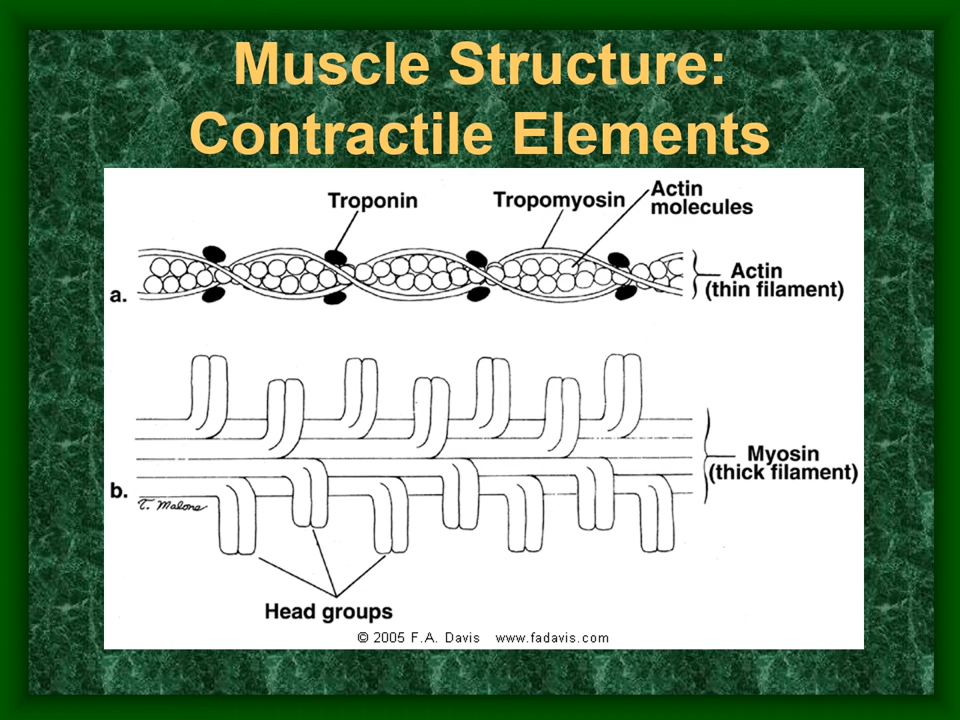 Muscle Structure:
Contractile Elements
Troponin
Tropomyosin
Actin
molecules
a.
Actin
(thin filament)
Myosin
(thick filament)
b.
T. Malone
Head groups
© 2005 F.A. Davis www.fadavis.com